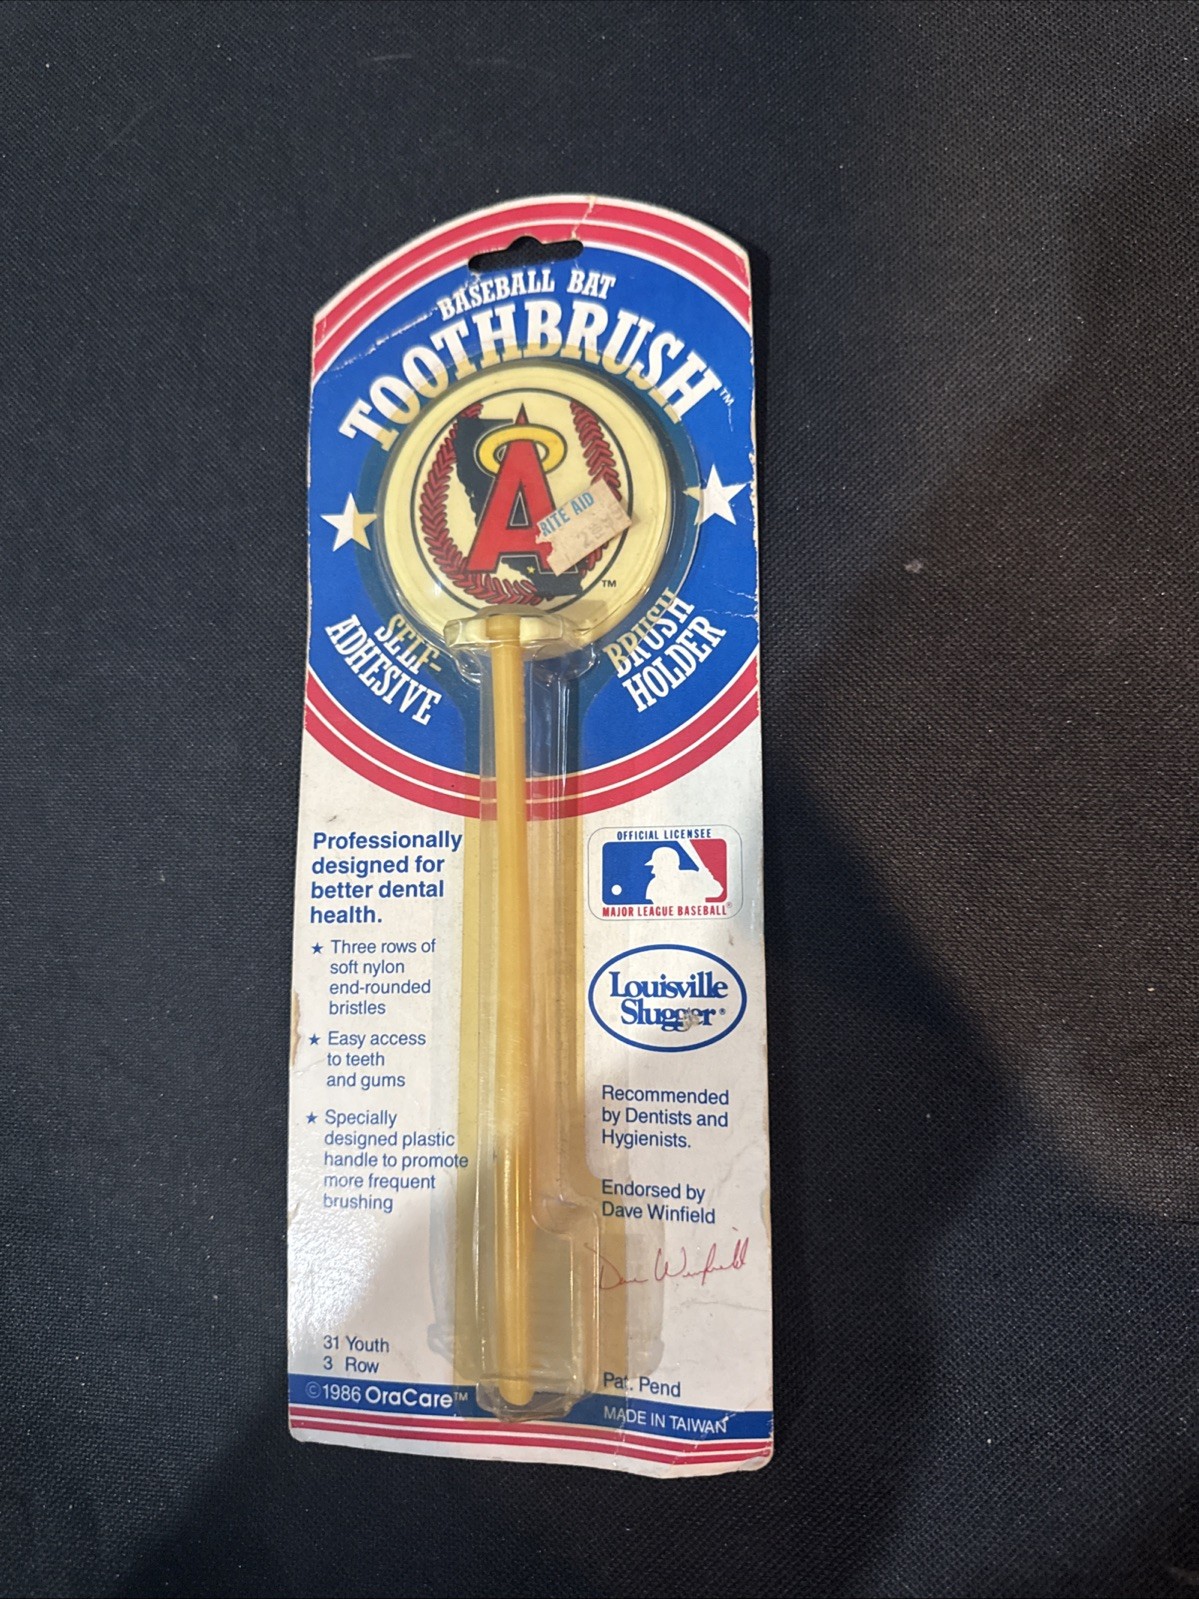 BASEBALL BAT
TOOTHBRUSH™
A
RITE AID
TM
SELF-
ADHESIVE
BRUSH
HOLDER
Professionally
designed for
better dental
health.
★ Three rows of
soft nylon
end-rounded
bristles
★ Easy access
to teeth
and gums
★ Specially
designed plastic
handle to promote
more frequent
brushing
31 Youth
3 Row
©1986 OraCare™
OFFICIAL LICENSEE
MAJOR LEAGUE BASEBALL®
Louisville
Slugger®
Recommended
by Dentists and
Hygienists.
Endorsed by
Dave Winfield
Dave Winfield
Pat. Pend
MADE IN TAIWAN